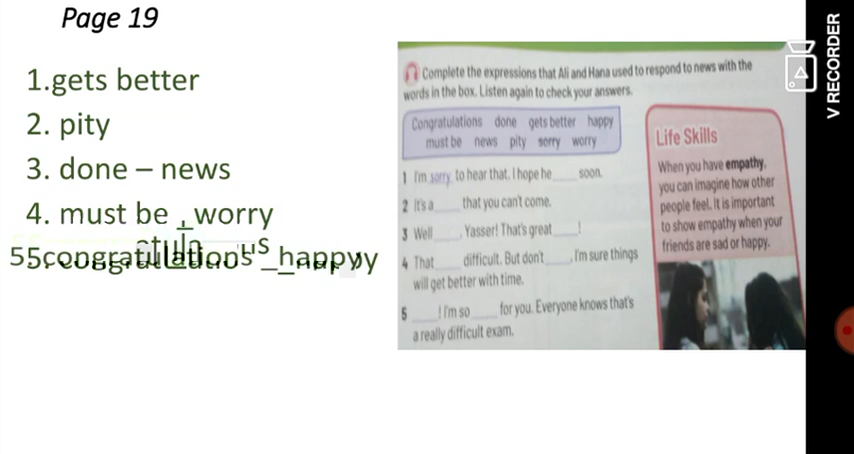 Page 19
1.gets better
2. pity
3. done – news
4. must be _worry
congratulations _happy
Complete the expressions that Ali and Hana used to respond to news with the
words in the box. Listen again to check your answers.
Congratulations done gets better happy
must be news pity sorry worry
1 I'm sorry to hear that. I hope he ____ soon.
2 It's a ____ that you can't come.
3 Well ____, Yasser! That's great ____!
4 That ____ difficult. But don't ____. I'm sure things
will get better with time.
5 ____! I'm so ____ for you. Everyone knows that's
a really difficult exam.
Life Skills
When you have empathy,
you can imagine how other
people feel. It is important
to show empathy when your
friends are sad or happy.
V RECORDER